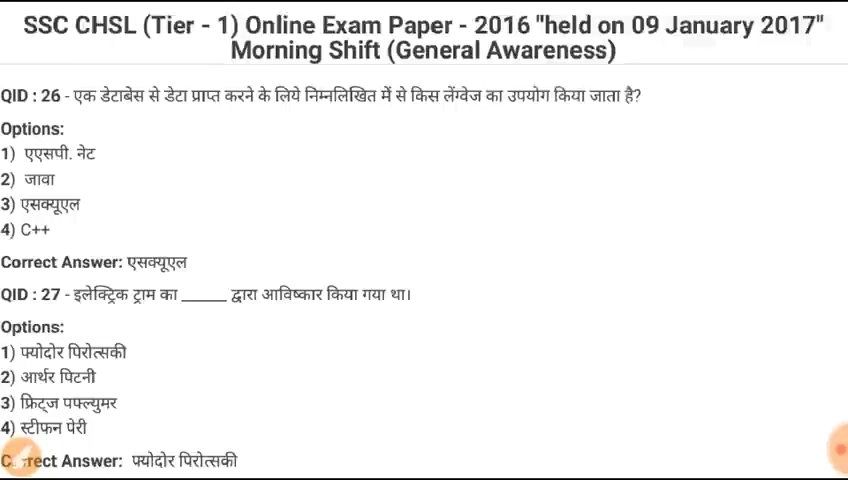 SSC CHSL (Tier - 1) Online Exam Paper - 2016 "held on 09 January 2017"
Morning Shift (General Awareness)
QID : 26 - एक डेटाबेस से डेटा प्राप्त करने के लिये निम्नलिखित में से किस लेंग्वेज का उपयोग किया जाता है?
Options:
1) एएसपी. नेट
2) जावा
3) एसक्यूएल
4) C++
Correct Answer: एसक्यूएल
QID : 27 - इलेक्ट्रिक ट्राम का ______ द्वारा आविष्कार किया गया था।
Options:
1) फ्योदोर पिरोत्सकी
2) आर्थर पिटनी
3) फ्रिट्ज पफ्ल्युमर
4) स्टीफन पेरी
Correct Answer: फ्योदोर पिरोत्सकी